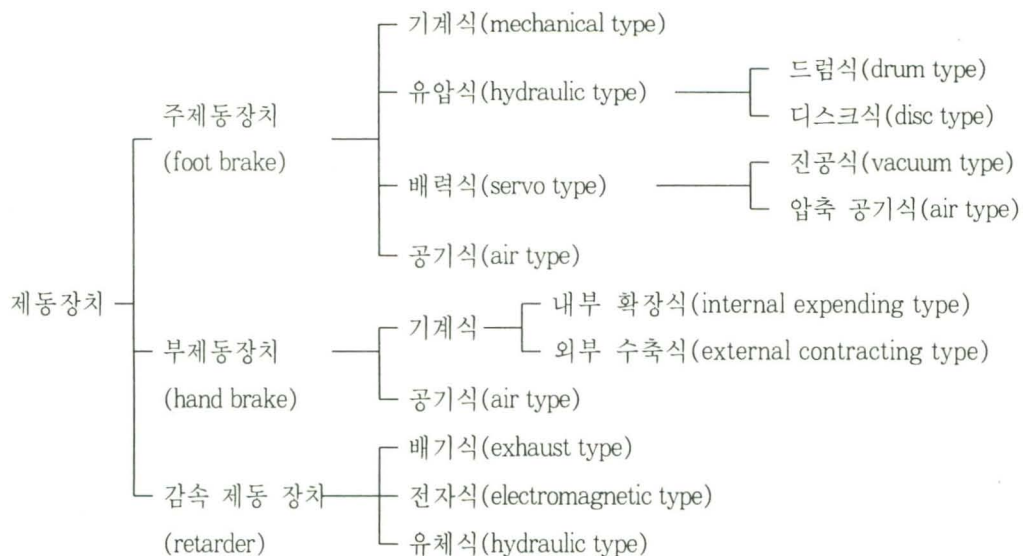 기계식(mechanical type)
드럼식(drum type)
유압식(hydraulic type)
주제동장치
디스크식(disc type)
(foot brake)
진공식(vacuum type)
배력식(servo type)
압축 공기식(air type)
공기식(air type)
제동장치
내부 확장식(internal expending type)
기계식
부제동장치
외부 수축식(external contracting type)
(hand brake)
공기식(air type)
배기식(exhaust type)
감속 제동 장치
전자식(electromagnetic type)
(retarder)
유체식(hydraulic type)